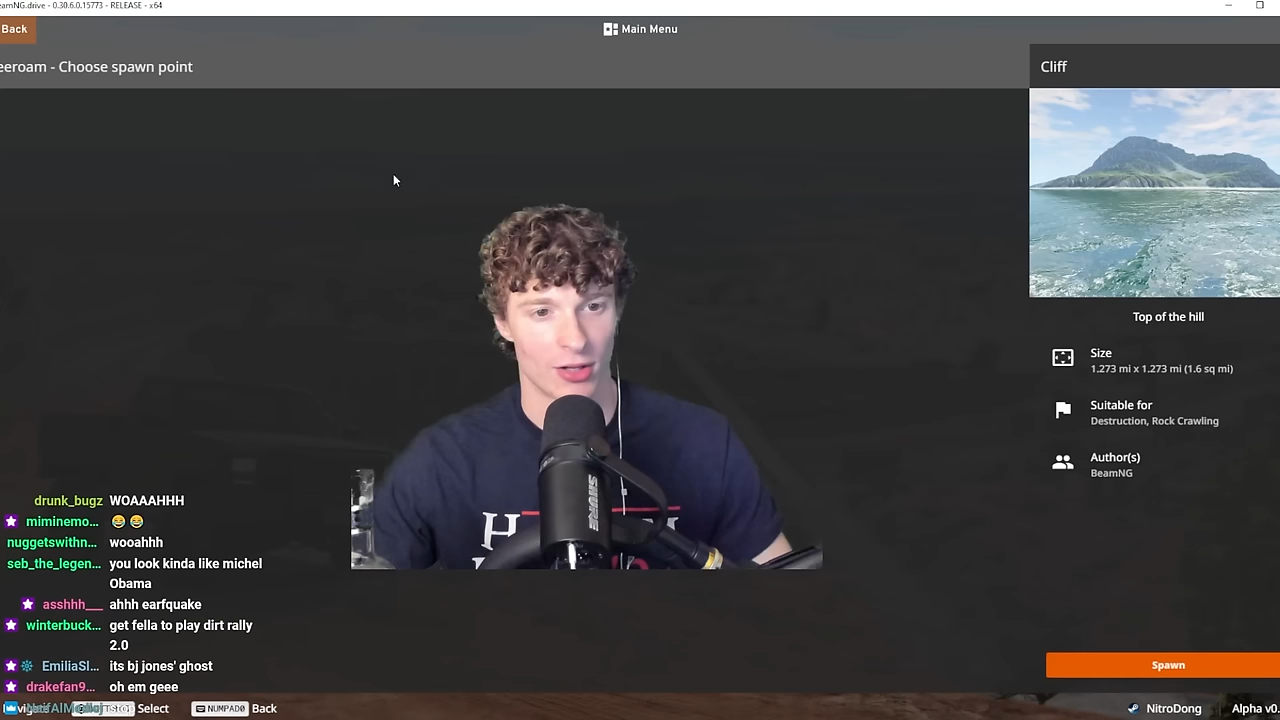 eamNG.drive - 0.30.6.0.15773 - RELEASE - x64
Back
Main Menu
eeroam - Choose spawn point
Cliff
Top of the hill
Size
1.273 mi x 1.273 mi (1.6 sq mi)
Suitable for
Destruction, Rock Crawling
Author(s)
BeamNG
SHURE
H
drunk_bugz WOAAAHHH
miminemo... 😂 😂
nuggetswithn... wooahhh
seb_the_legen... you look kinda like michel
Obama
asshhh___ ahhh earfquake
winterbuck... get fella to play dirt rally
2.0
EmiliaSl... its bj jones' ghost
drakefan9... oh em geee
Spawn
Select
NUMPAD0 Back
NitroDong
Alpha v0.